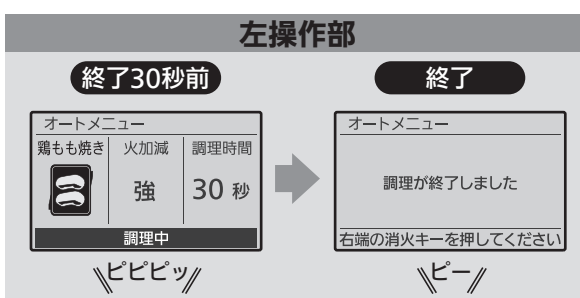 左操作部
終了30秒前
オートメニュー
鶏もも焼き 火加減 調理時間
強 30 秒
調理中
ピピピッ
終了
オートメニュー
調理が終了しました
右端の消火キーを押してください
ピー